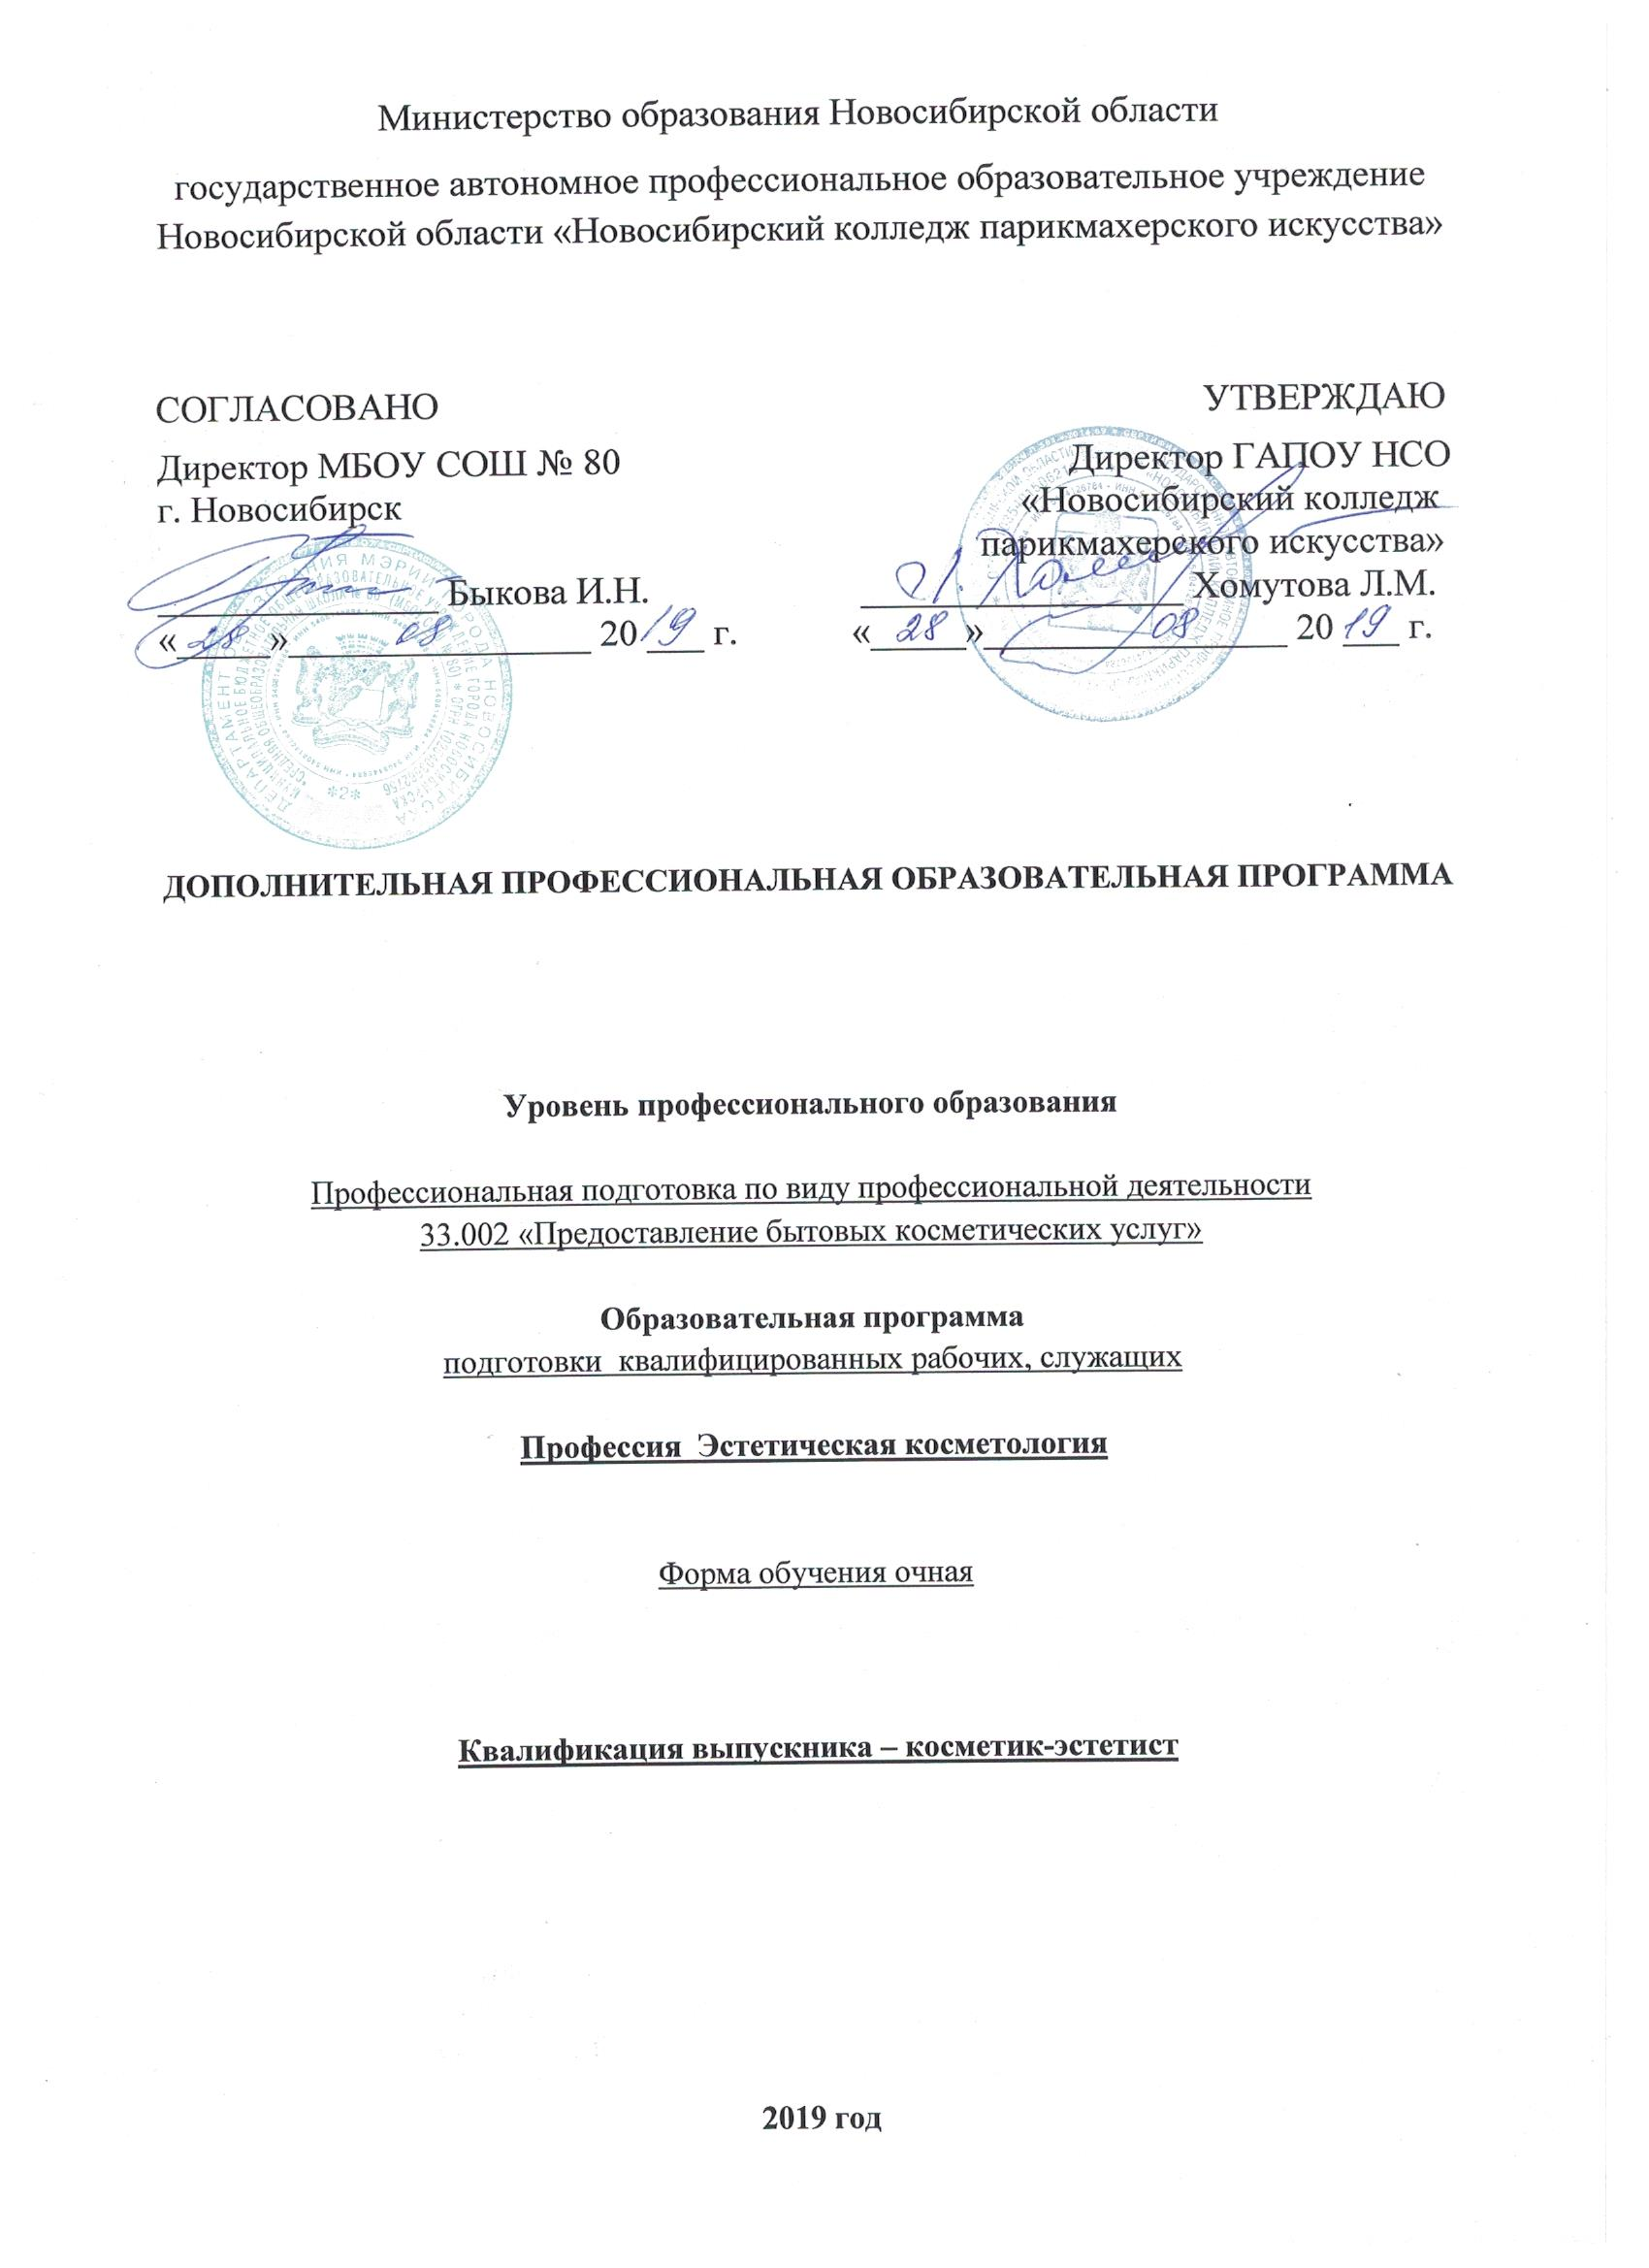 Министерство образования Новосибирской области
государственное автономное профессиональное образовательное учреждение
Новосибирской области «Новосибирский колледж парикмахерского искусства»
СОГЛАСОВАНО
Директор МБОУ СОШ № 80
г. Новосибирск
Быкова И.Н.
«28» 08 2019 г.
УТВЕРЖДАЮ
Директор ГАПОУ НСО
«Новосибирский колледж
парикмахерского искусства»
Хомутова Л.М.
«28» 08 2019 г.
ДОПОЛНИТЕЛЬНАЯ ПРОФЕССИОНАЛЬНАЯ ОБРАЗОВАТЕЛЬНАЯ ПРОГРАММА
Уровень профессионального образования
Профессиональная подготовка по виду профессиональной деятельности
33.002 «Предоставление бытовых косметических услуг»
Образовательная программа
подготовки квалифицированных рабочих, служащих
Профессия Эстетическая косметология
Форма обучения очная
Квалификация выпускника – косметик-эстетист
2019 год